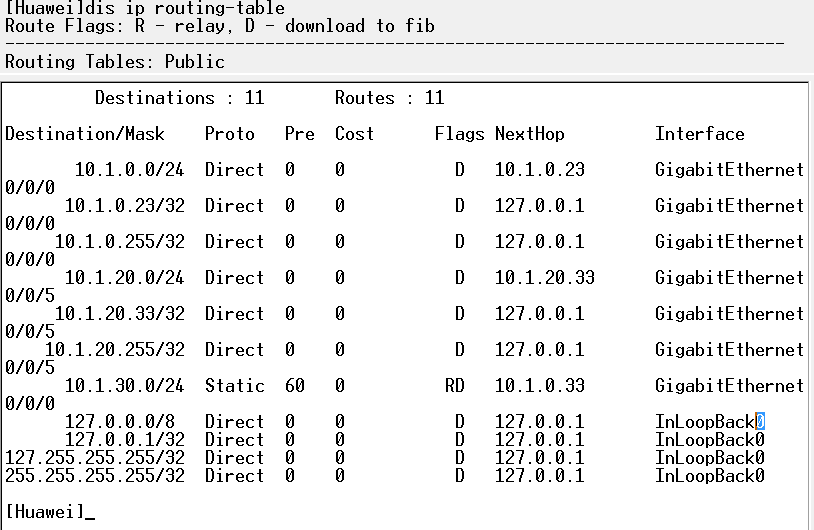 [Huawei]dis ip routing-table
Route Flags: R - relay, D - download to fib
------------------------------------------------------------------------------
Routing Tables: Public
         Destinations : 11       Routes : 11
Destination/Mask    Proto   Pre  Cost      Flags NextHop         Interface
       10.1.0.0/24  Direct  0    0           D   10.1.0.23       GigabitEthernet
0/0/0
      10.1.0.23/32  Direct  0    0           D   127.0.0.1       GigabitEthernet
0/0/0
     10.1.0.255/32  Direct  0    0           D   127.0.0.1       GigabitEthernet
0/0/0
      10.1.20.0/24  Direct  0    0           D   10.1.20.33      GigabitEthernet
0/0/5
     10.1.20.33/32  Direct  0    0           D   127.0.0.1       GigabitEthernet
0/0/5
    10.1.20.255/32  Direct  0    0           D   127.0.0.1       GigabitEthernet
0/0/5
      10.1.30.0/24  Static  60   0          RD   10.1.0.33       GigabitEthernet
0/0/0
      127.0.0.0/8   Direct  0    0           D   127.0.0.1       InLoopBack0
      127.0.0.1/32  Direct  0    0           D   127.0.0.1       InLoopBack0
127.255.255.255/32  Direct  0    0           D   127.0.0.1       InLoopBack0
255.255.255.255/32  Direct  0    0           D   127.0.0.1       InLoopBack0
[Huawei]_